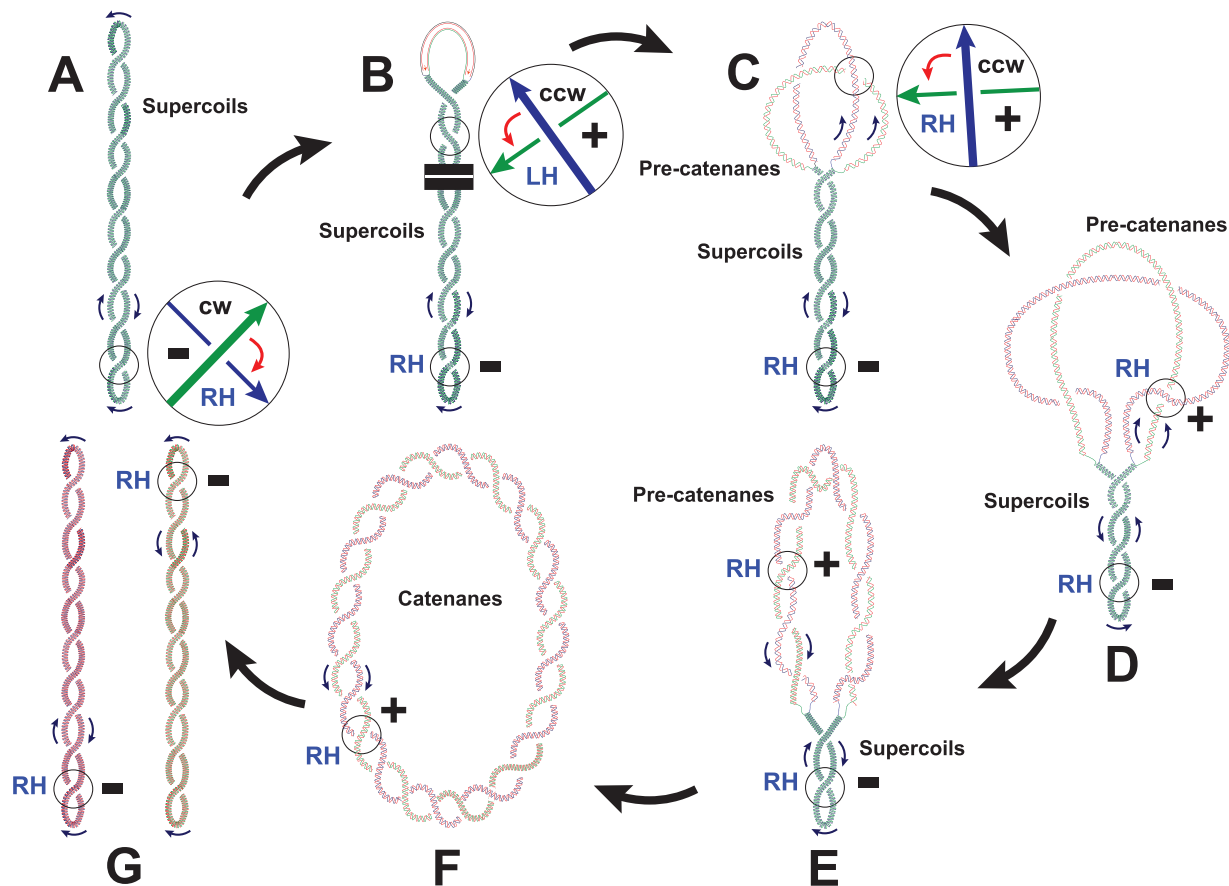 A
Supercoils
cw
−
RH
B
ccw
+
LH
Supercoils
RH −
C
ccw
RH +
Pre-catenanes
Supercoils
RH −
Pre-catenanes
RH
+
Supercoils
RH −
D
Pre-catenanes
RH +
Supercoils
RH −
E
Catenanes
+
RH
F
RH −
RH −
G